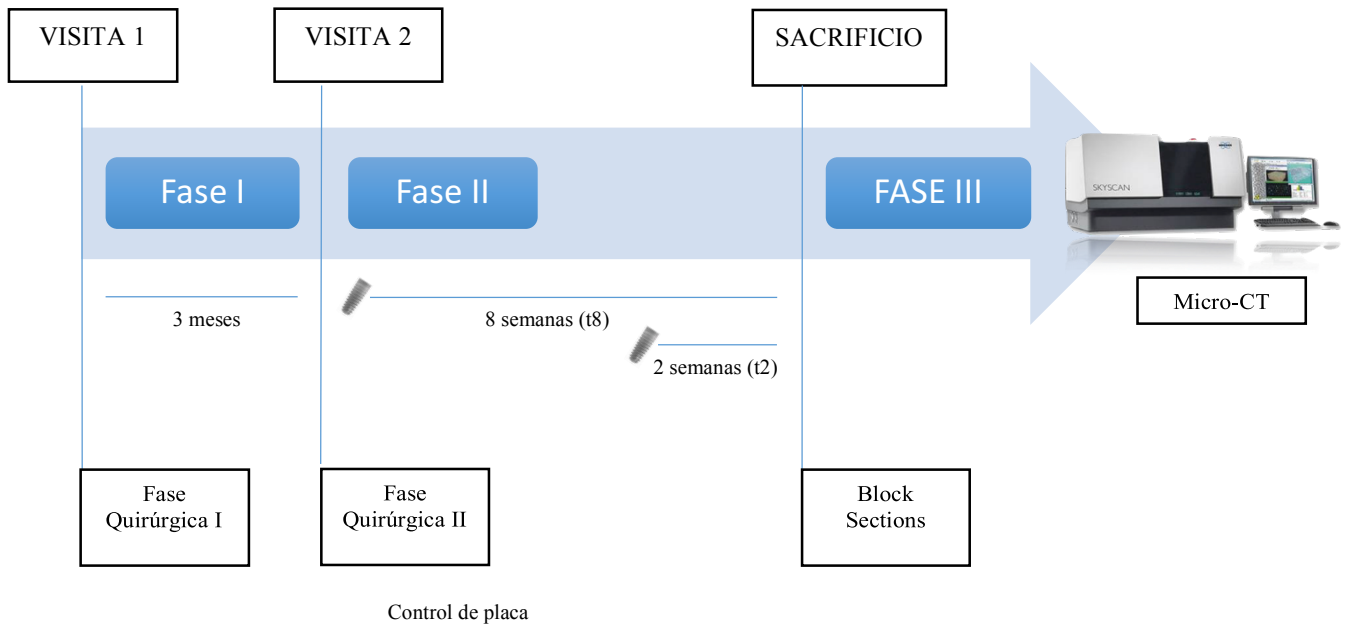 VISITA 1
VISITA 2
SACRIFICIO
Fase I
Fase II
FASE III
SKYSCAN
3 meses
8 semanas (t8)
2 semanas (t2)
Micro-CT
Fase
Quirúrgica I
Fase
Quirúrgica II
Block
Sections
Control de placa